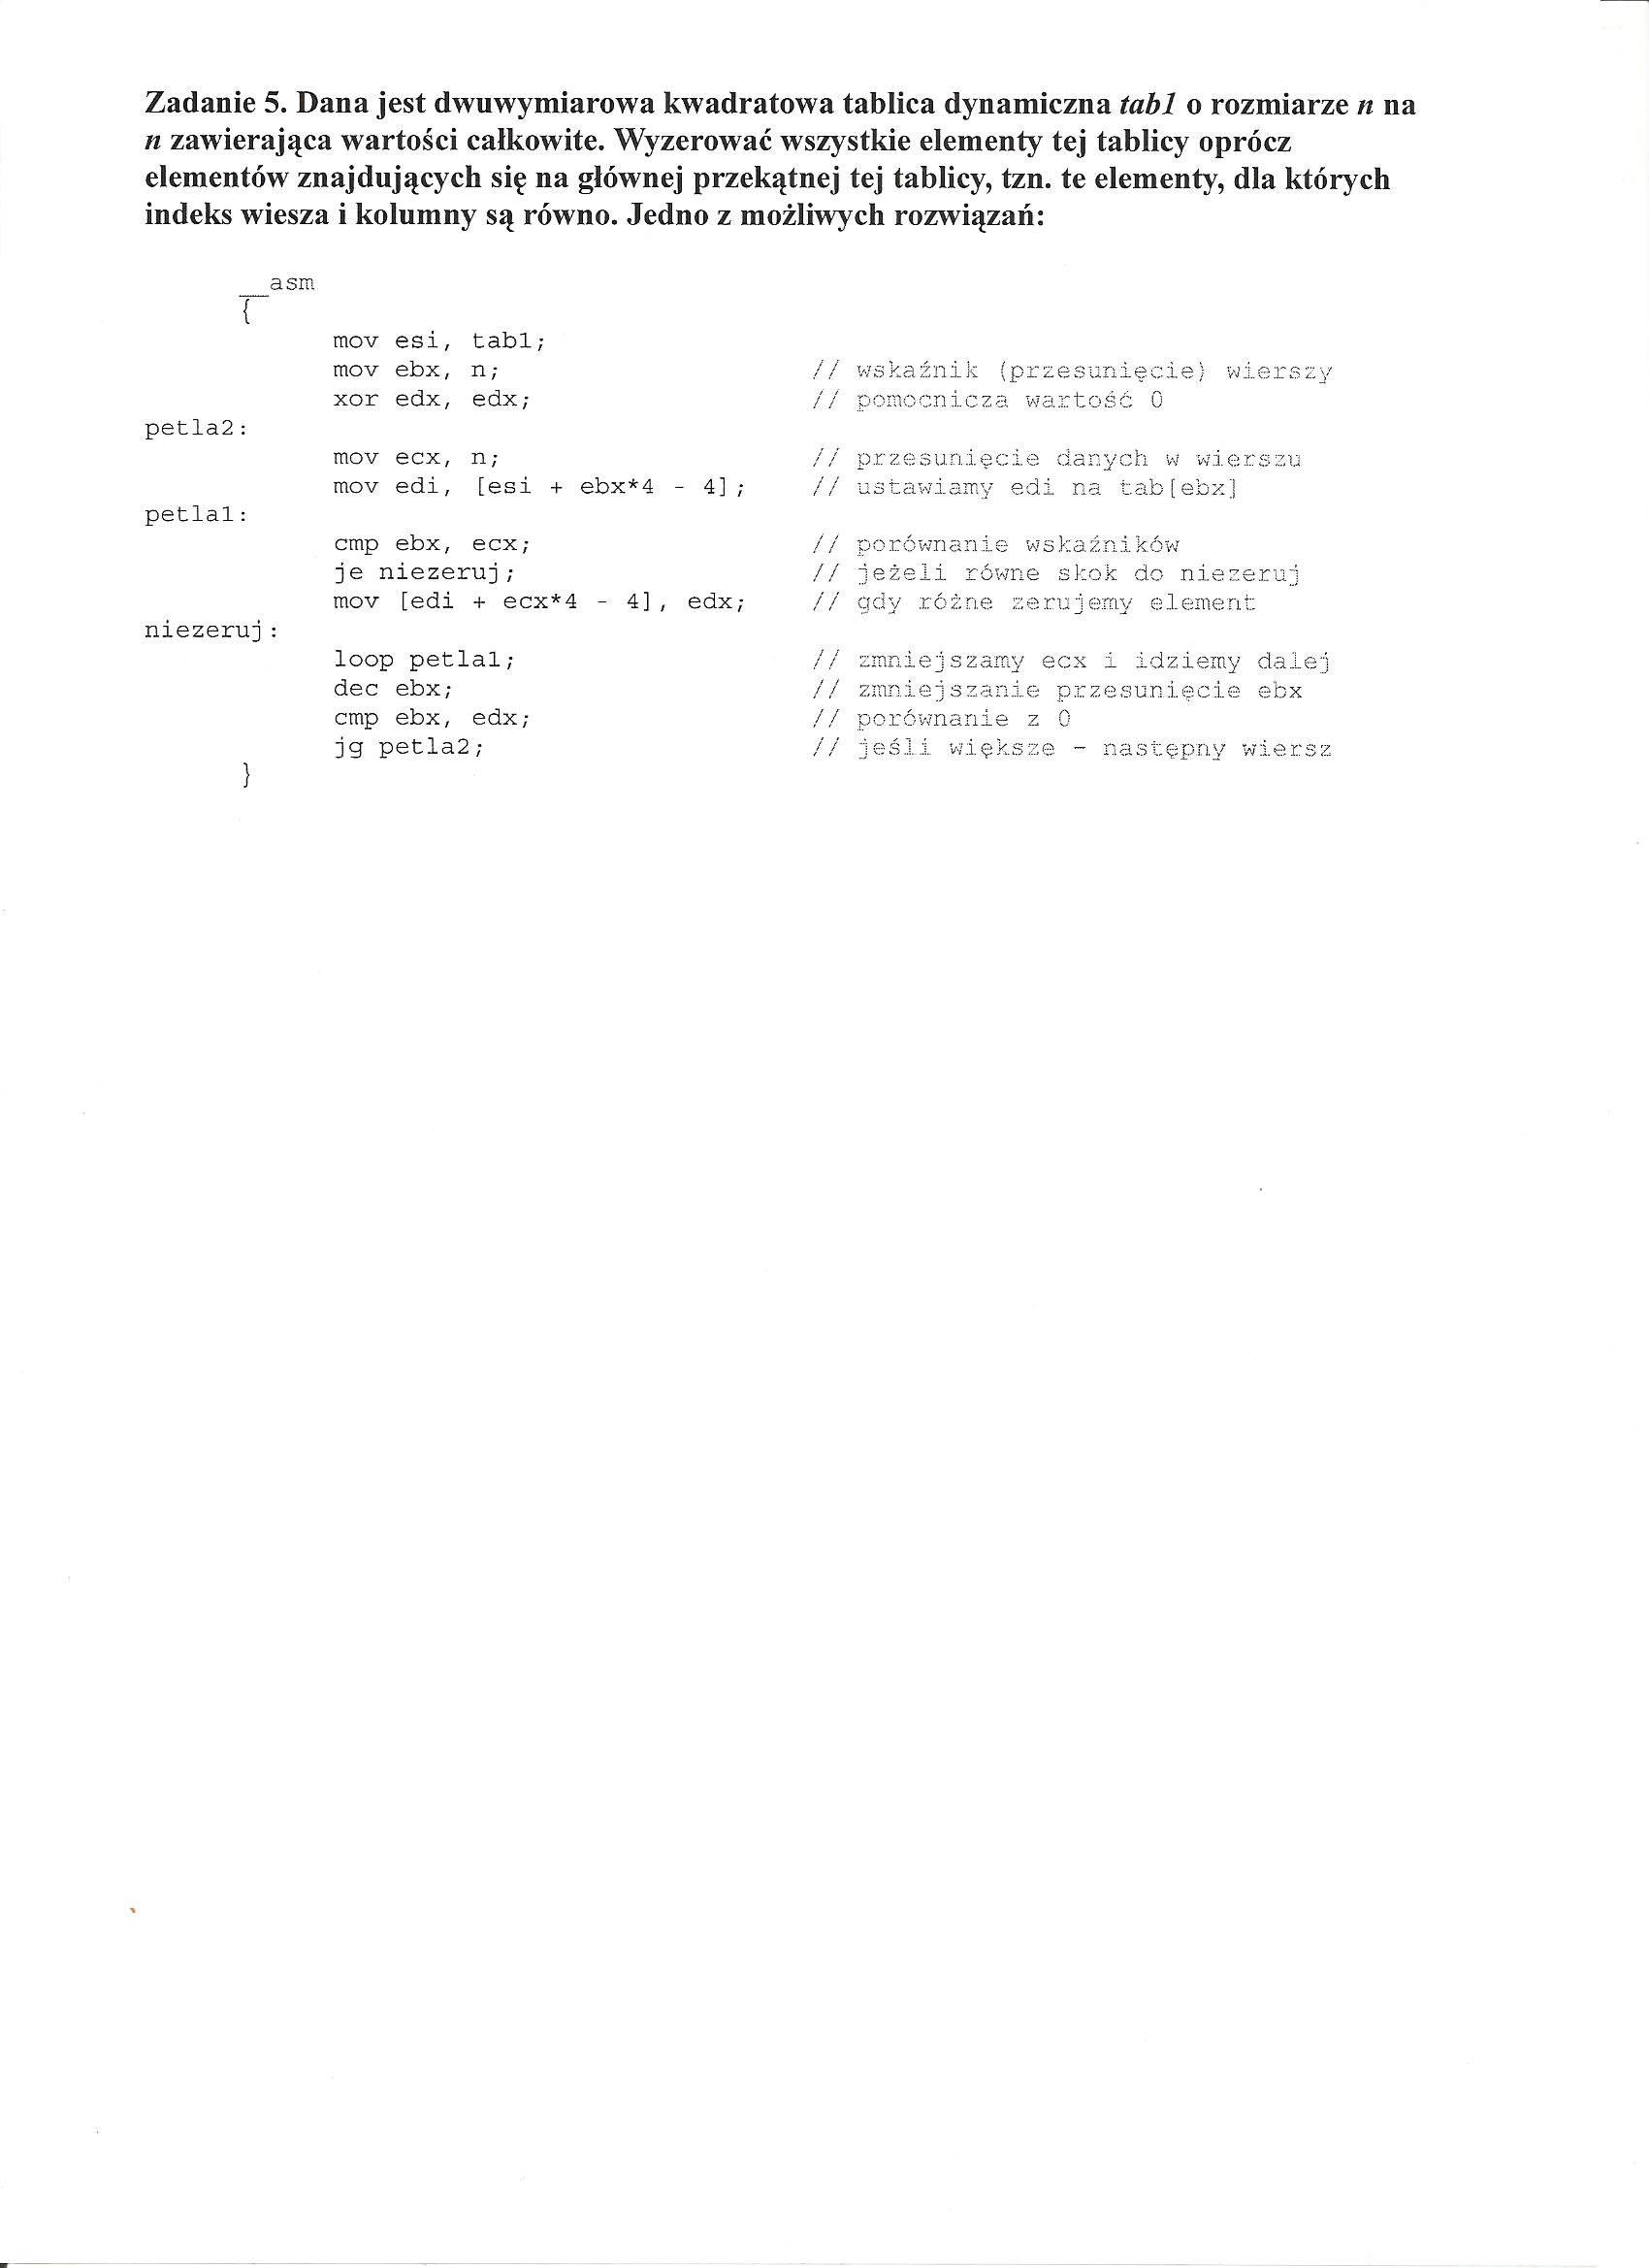 Zadanie 5. Dana jest dwuwymiarowa kwadratowa tablica dynamiczna tab1 o rozmiarze n na
n zawierająca wartości całkowite. Wyzerować wszystkie elementy tej tablicy oprócz
elementów znajdujących się na głównej przekątnej tej tablicy, tzn. te elementy, dla których
indeks wiesza i kolumny są równo. Jedno z możliwych rozwiązań:
__asm
{
mov esi, tab1;
mov ebx, n; // wskaźnik (przesunięcie) wierszy
xor edx, edx; // pomocnicza wartość 0
petla2:
mov ecx, n; // przesunięcie danych w wierszu
mov edi, [esi + ebx*4 - 4]; // ustawiamy edi na tab[ebx]
petla1:
cmp ebx, ecx; // porównanie wskaźników
je niezeruj; // jeżeli równe skok do niezeruj
mov [edi + ecx*4 - 4], edx; // gdy różne zerujemy element
niezeruj:
loop petla1; // zmniejszamy ecx i idziemy dalej
dec ebx; // zmniejszanie przesunięcie ebx
cmp ebx, edx; // porównanie z 0
jg petla2; // jeśli większe - następny wiersz
}